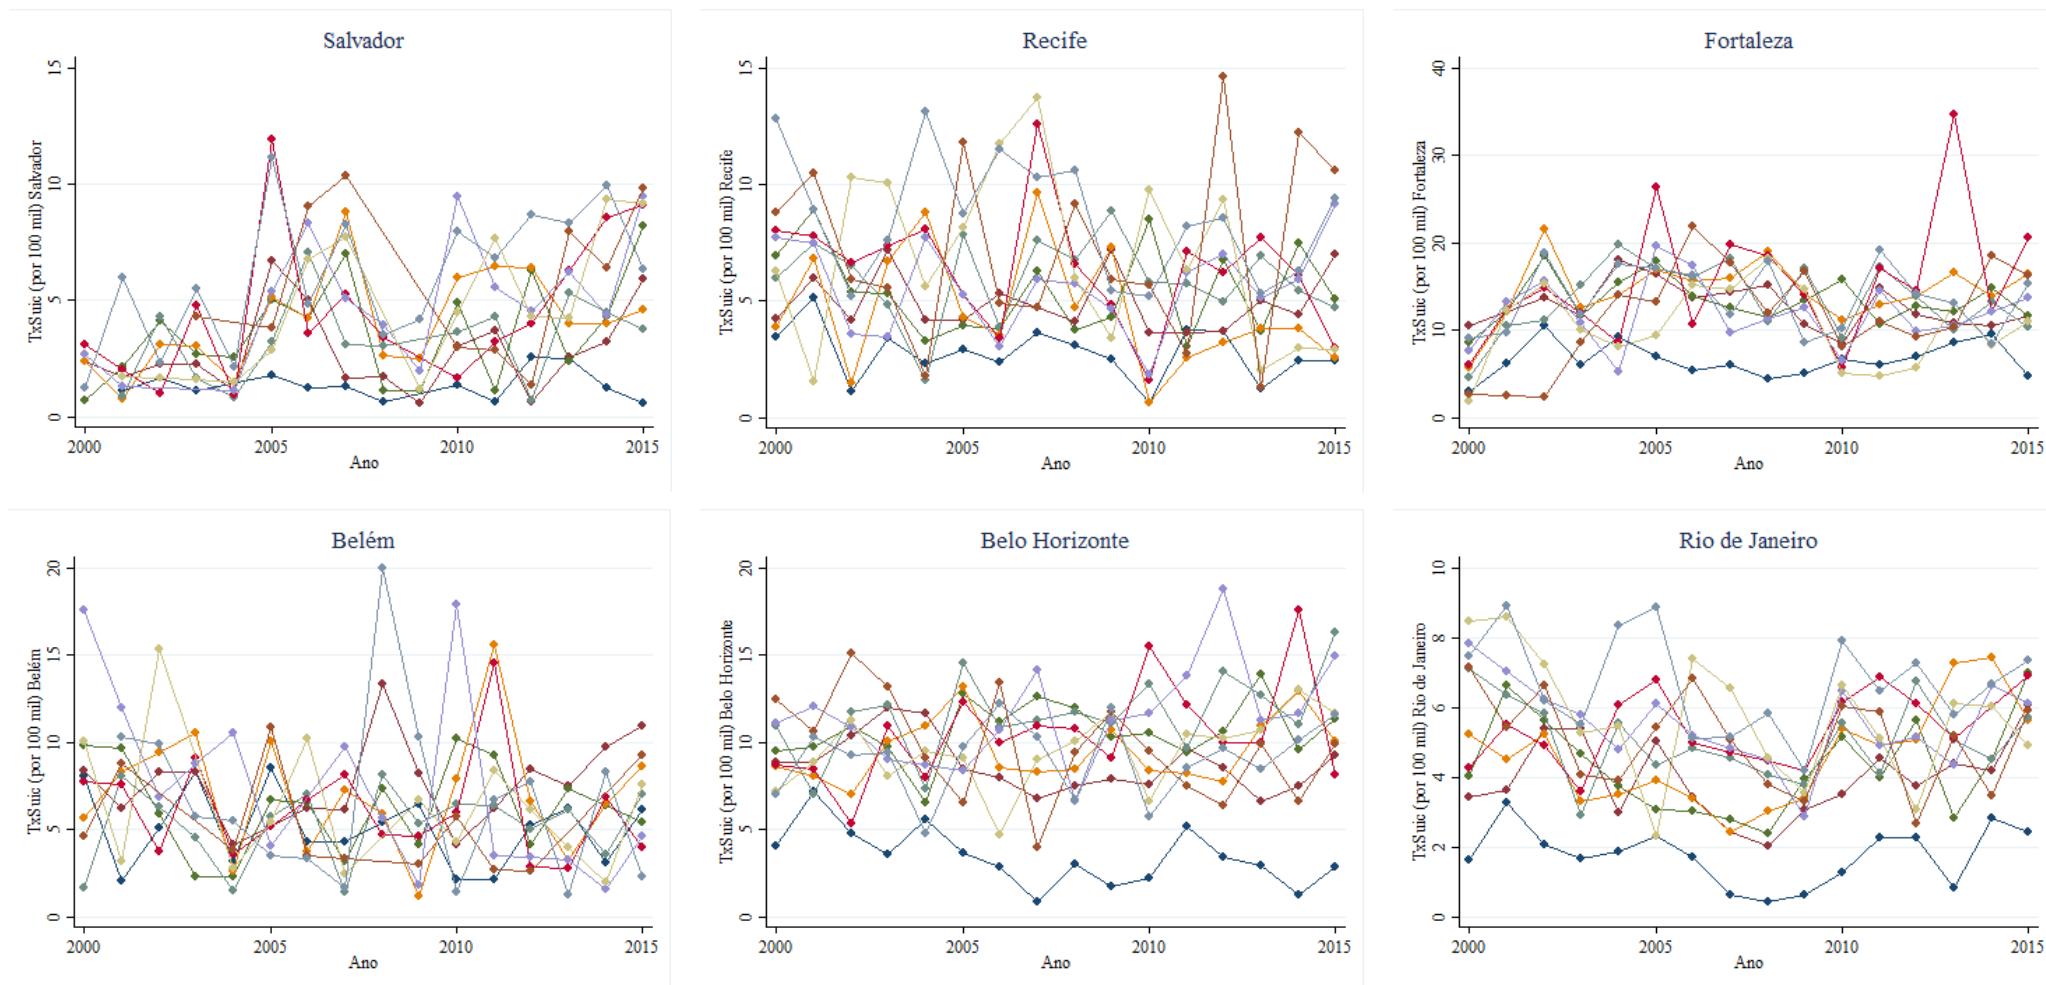 Salvador
TxSuic (por 100 mil) Salvador
15
10
5
0
2000 2005 2010 2015
Ano
Recife
TxSuic (por 100 mil) Recife
15
10
5
0
2000 2005 2010 2015
Ano
Fortaleza
TxSuic (por 100 mil) Fortaleza
40
30
20
10
0
2000 2005 2010 2015
Ano
Belém
TxSuic (por 100 mil) Belém
20
15
10
5
0
2000 2005 2010 2015
Ano
Belo Horizonte
TxSuic (por 100 mil) Belo Horizonte
20
15
10
5
0
2000 2005 2010 2015
Ano
Rio de Janeiro
TxSuic (por 100 mil) Rio de Janeiro
10
8
6
4
2
0
2000 2005 2010 2015
Ano